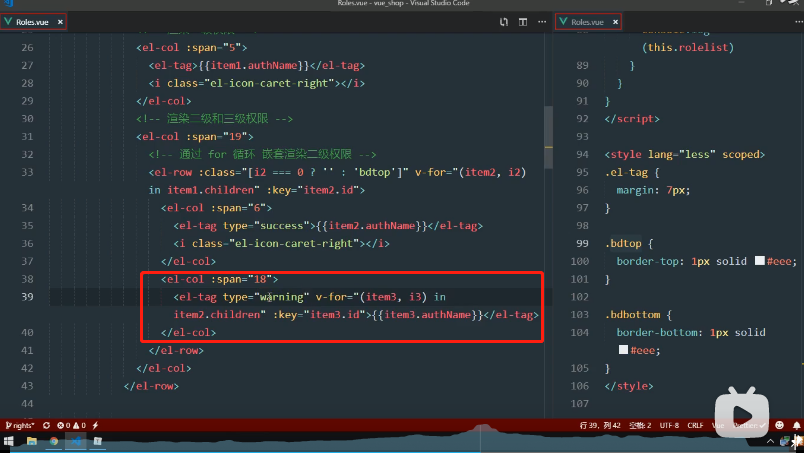 Roles.vue - vue_shop - Visual Studio Code
Roles.vue ×
Roles.vue ×
26 <el-col :span="5">
27 <el-tag>{{item1.authName}}</el-tag>
28 <i class="el-icon-caret-right"></i>
29 </el-col>
30 <!-- 渲染二级和三级权限 -->
31 <el-col :span="19">
32 <!-- 通过 for 循环 嵌套渲染二级权限 -->
33 <el-row :class="[i2 === 0 ? '' : 'bdtop']" v-for="(item2, i2)
in item1.children" :key="item2.id">
34 <el-col :span="6">
35 <el-tag type="success">{{item2.authName}}</el-tag>
36 <i class="el-icon-caret-right"></i>
37 </el-col>
38 <el-col :span="18">
39 <el-tag type="warning" v-for="(item3, i3) in
item2.children" :key="item3.id">{{item3.authName}}</el-tag>
40 </el-col>
41 </el-row>
42 </el-col>
43 </el-row>
44
(this.rolelist)
89 }
90 }
91 }
92 </script>
93
94 <style lang="less" scoped>
95 .el-tag {
96 margin: 7px;
97 }
98
99 .bdtop {
100 border-top: 1px solid #eee;
101 }
102
103 .bdbottom {
104 border-bottom: 1px solid
#eee;
105 }
106 </style>
107
rights* 0 0 行 39，列 42 空格: 2 UTF-8 CRLF Vue Prettier